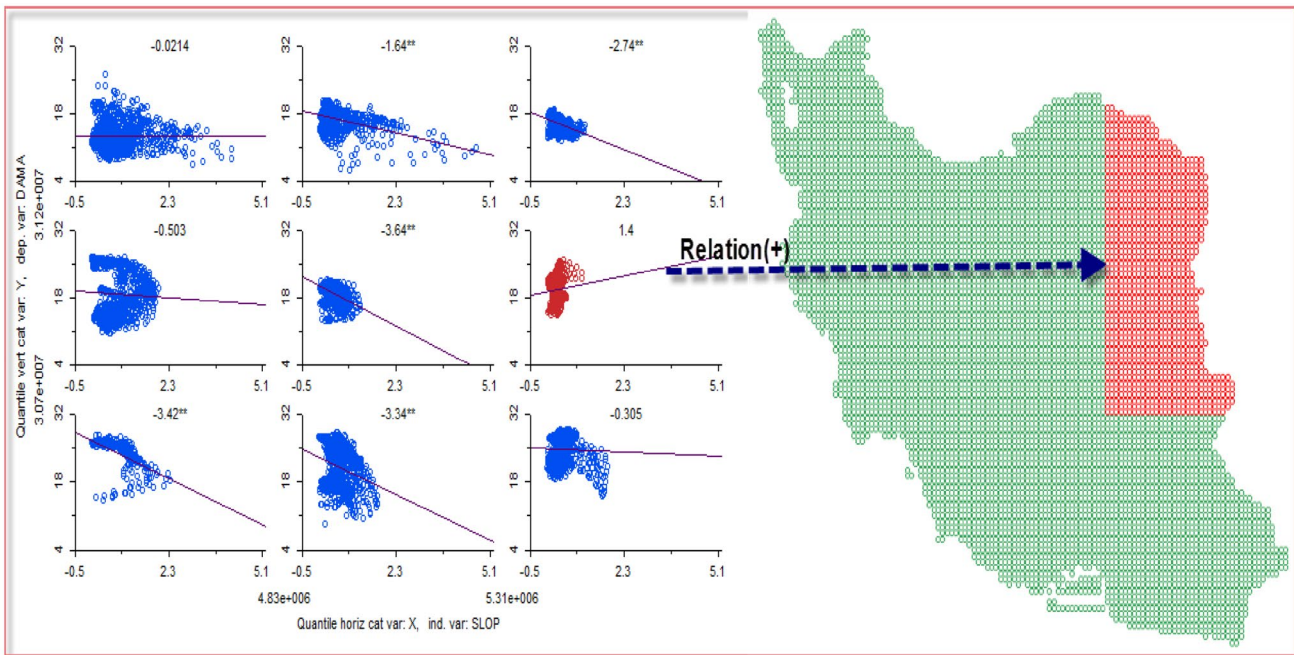 -0.0214
-1.64**
-2.74**
32
32
32
18
18
18
4
4
4
-0.5 2.3 5.1
-0.5 2.3 5.1
-0.5 2.3 5.1
-0.503
-3.64**
1.4
32
32
32
18
18
18
4
4
4
-0.5 2.3 5.1
-0.5 2.3 5.1
-0.5 2.3 5.1
-3.42**
-3.34**
-0.305
32
32
32
18
18
18
4
4
4
-0.5 2.3 5.1
-0.5 2.3 5.1
-0.5 2.3 5.1
Quantile vert cat var: Y, dep. var: DAMA
3.07e+007 3.12e+007
4.83e+006 5.31e+006
Quantile horiz cat var: X, ind. var: SLOP
Relation(+)